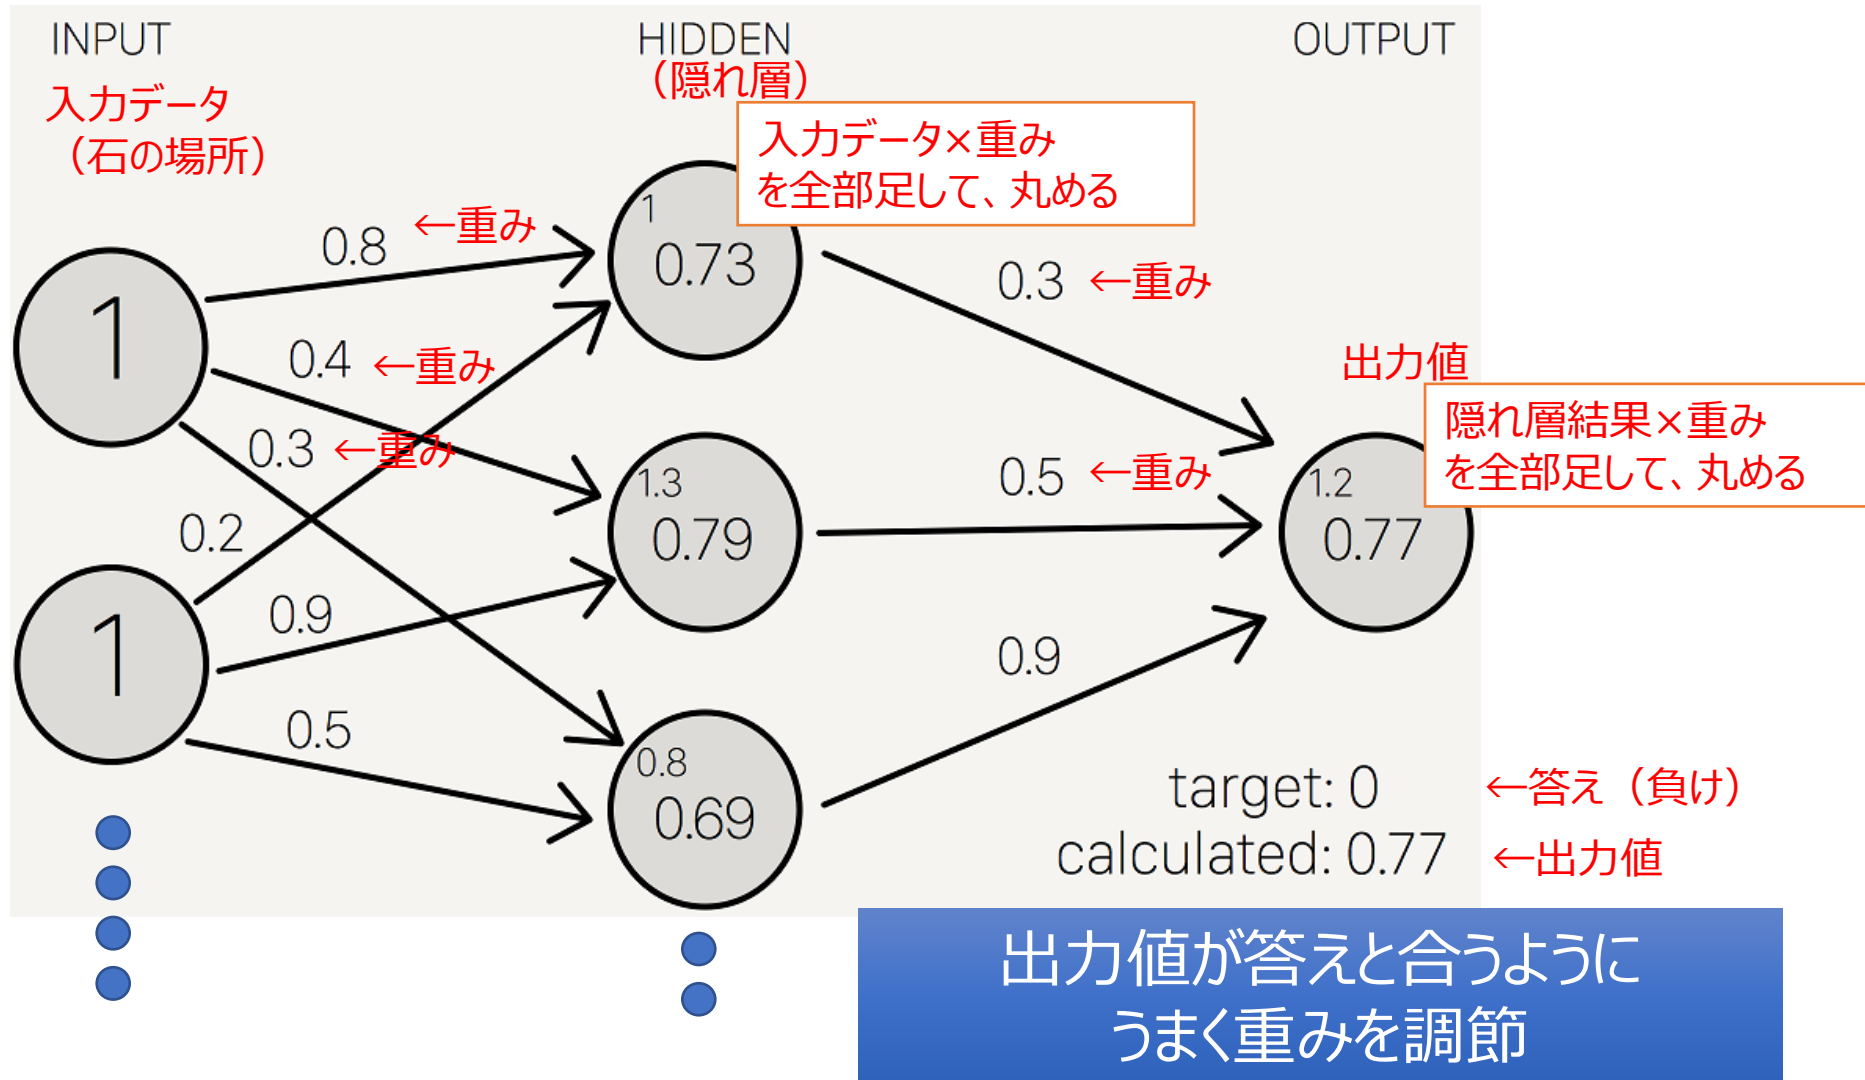 INPUT
HIDDEN
OUTPUT
入力データ
（石の場所）
（隠れ層）
入力データ×重み
を全部足して、丸める
0.8
←重み
1
0.73
0.3
←重み
1
0.4
←重み
出力値
隠れ層結果×重み
を全部足して、丸める
0.3
←重み
0.5
←重み
1.3
0.79
1.2
0.77
0.2
0.9
1
0.9
0.5
0.8
0.69
target: 0
←答え（負け）
calculated: 0.77
←出力値
出力値が答えと合うように
うまく重みを調節